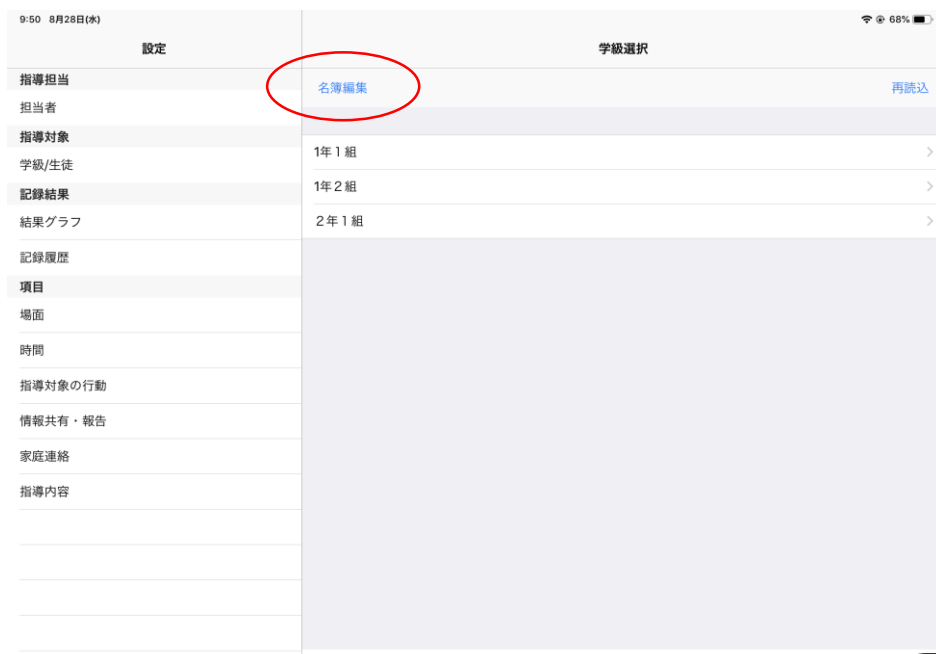 9:50 8月28日(水)
68%
設定
学級選択
指導担当
名簿編集
再読込
担当者
指導対象
学級/生徒
1年1組
記録結果
1年2組
結果グラフ
2年1組
記録履歴
項目
場面
時間
指導対象の行動
情報共有・報告
家庭連絡
指導内容